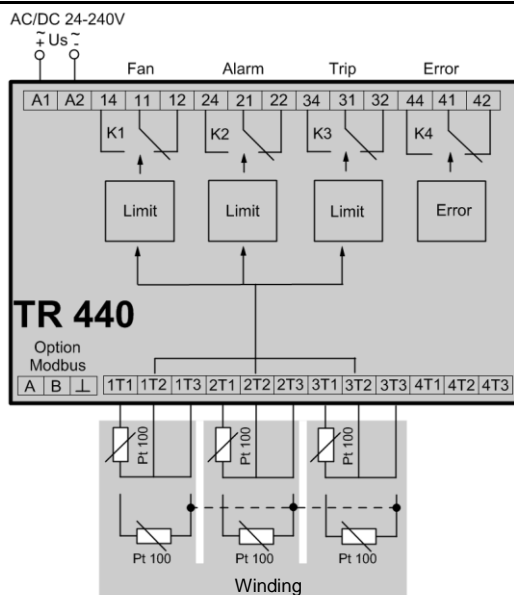 AC/DC 24-240V
~ Us ~
+ -
Fan Alarm Trip Error
A1 A2 14 11 12 24 21 22 34 31 32 44 41 42
K1 K2 K3 K4
Limit Limit Limit Error
TR 440
Option
Modbus
A B ⊥ 1T1 1T2 1T3 2T1 2T2 2T3 3T1 3T2 3T3 4T1 4T2 4T3
Pt 100 Pt 100 Pt 100
Pt 100 Pt 100 Pt 100
Winding